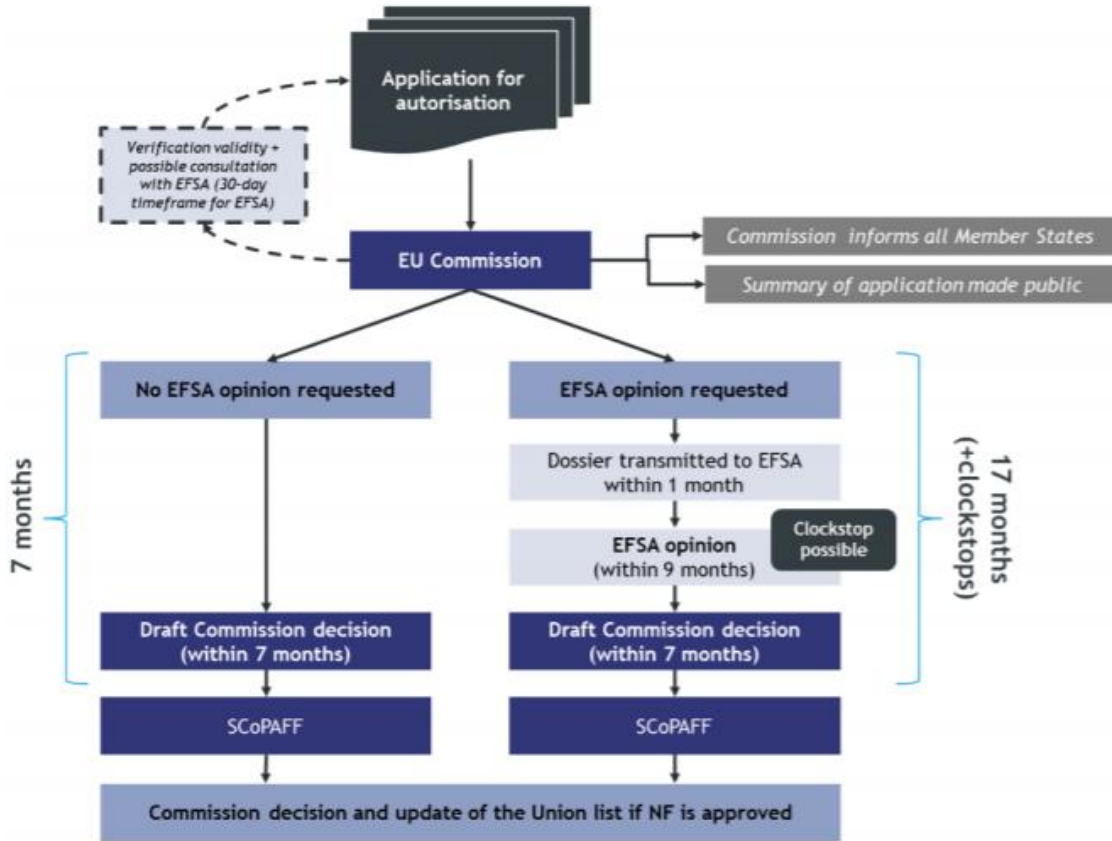 Application for
autorisation
Verification validity +
possible consultation
with EFSA (30-day
timeframe for EFSA)
EU Commission
Commission informs all Member States
Summary of application made public
No EFSA opinion requested
EFSA opinion requested
Dossier transmitted to EFSA
within 1 month
Clockstop
possible
EFSA opinion
(within 9 months)
7 months
17 months
(+clockstops)
Draft Commission decision
(within 7 months)
Draft Commission decision
(within 7 months)
SCoPAFF
SCoPAFF
Commission decision and update of the Union list if NF is approved